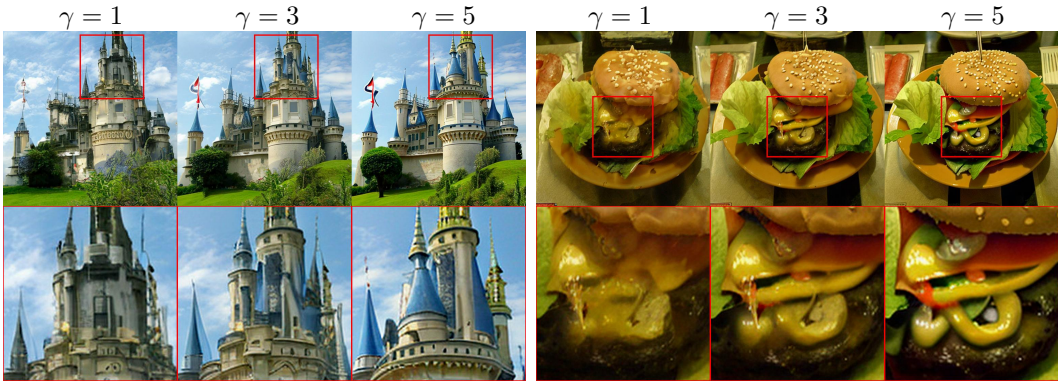 γ = 1 γ = 3 γ = 5 γ = 1 γ = 3 γ = 5